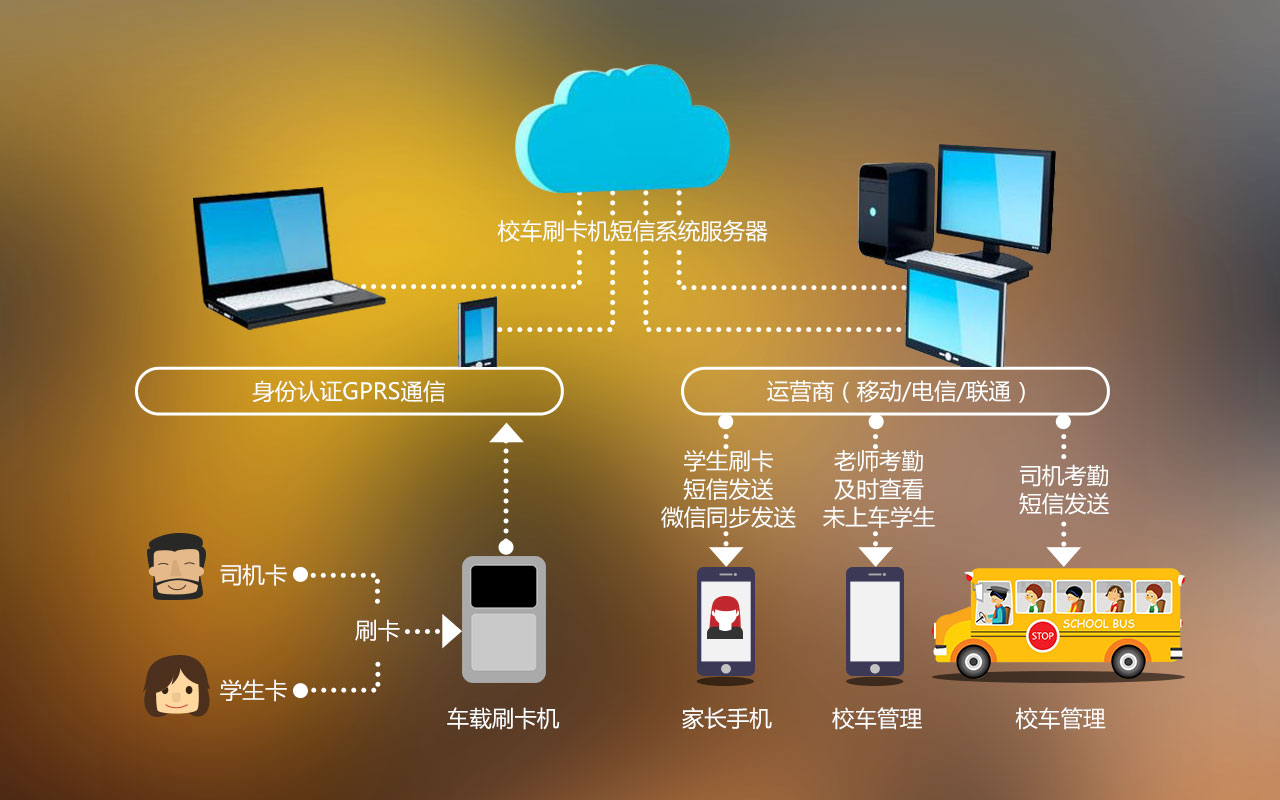 校车刷卡机短信系统服务器
身份认证GPRS通信
运营商（移动/电信/联通）
学生刷卡
短信发送
微信同步发送
老师考勤
及时查看
未上车学生
司机考勤
短信发送
司机卡
刷卡
学生卡
车载刷卡机
SCHOOL BUS
STOP
家长手机
校车管理
校车管理